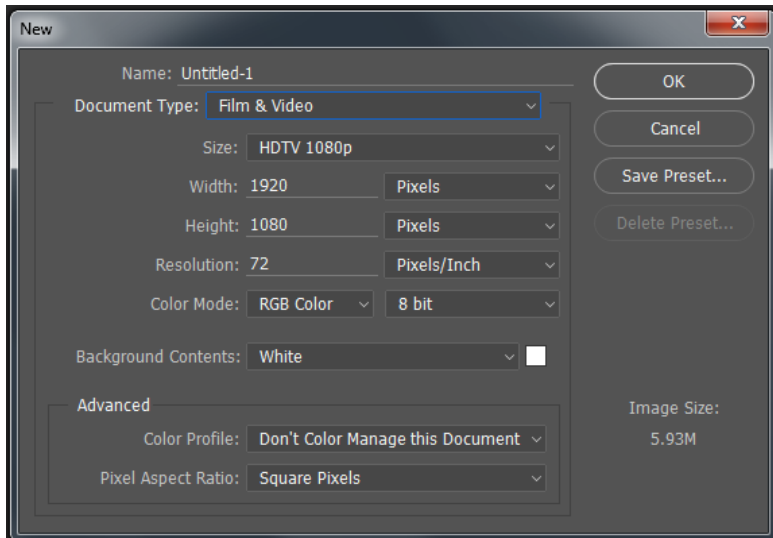 New
Name: Untitled-1
OK
Document Type: Film & Video
Cancel
Size: HDTV 1080p
Save Preset...
Width: 1920 Pixels
Height: 1080 Pixels
Delete Preset...
Resolution: 72 Pixels/Inch
Color Mode: RGB Color 8 bit
Background Contents: White
Advanced
Image Size:
Color Profile: Don't Color Manage this Document
5.93M
Pixel Aspect Ratio: Square Pixels